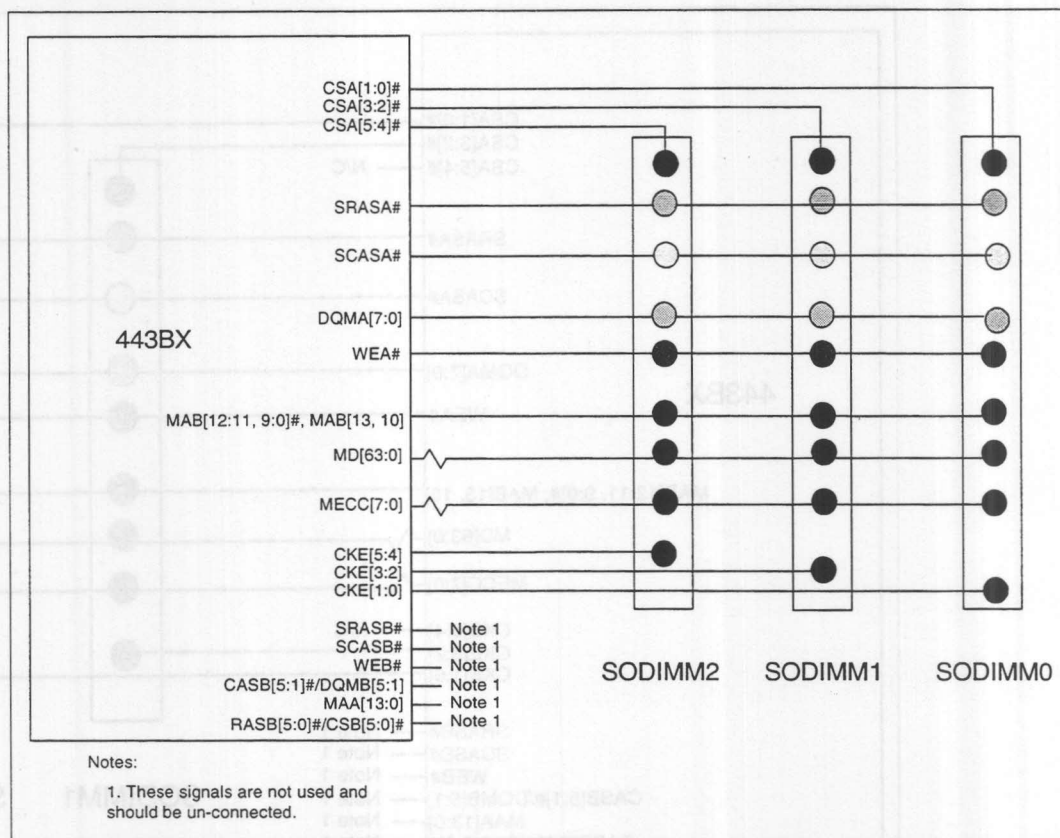 CSA[1:0]#
CSA[3:2]#
CSA[5:4]#
SRASA#
SCASA#
DQMA[7:0]
443BX
WEA#
MAB[12:11, 9:0]#, MAB[13, 10]
MD[63:0]
MECC[7:0]
CKE[5:4]
CKE[3:2]
CKE[1:0]
SRASB# Note 1
SCASB# Note 1
WEB# Note 1
CASB[5:1]#/DQMB[5:1] Note 1
MAA[13:0] Note 1
RASB[5:0]#/CSB[5:0]# Note 1
SODIMM2 SODIMM1 SODIMM0
Notes:
1. These signals are not used and
should be un-connected.